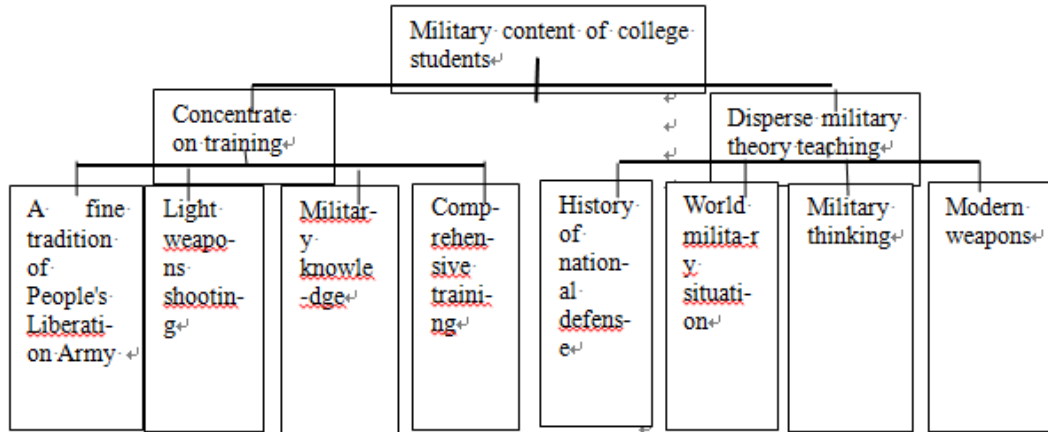 Military content of college
students
Concentrate
on training
Disperse military
theory teaching
A fine
tradition
of
People's
Liberati-
on Army
Light
weapo-
ns
shootin-
g
Militar-
y
knowle
-dge
Comp-
rehen-
sive
traini-
ng
History
of
nation-
al
defens-
e
World
milita-r
y
situati-
on
Military
thinking
Modern
weapons